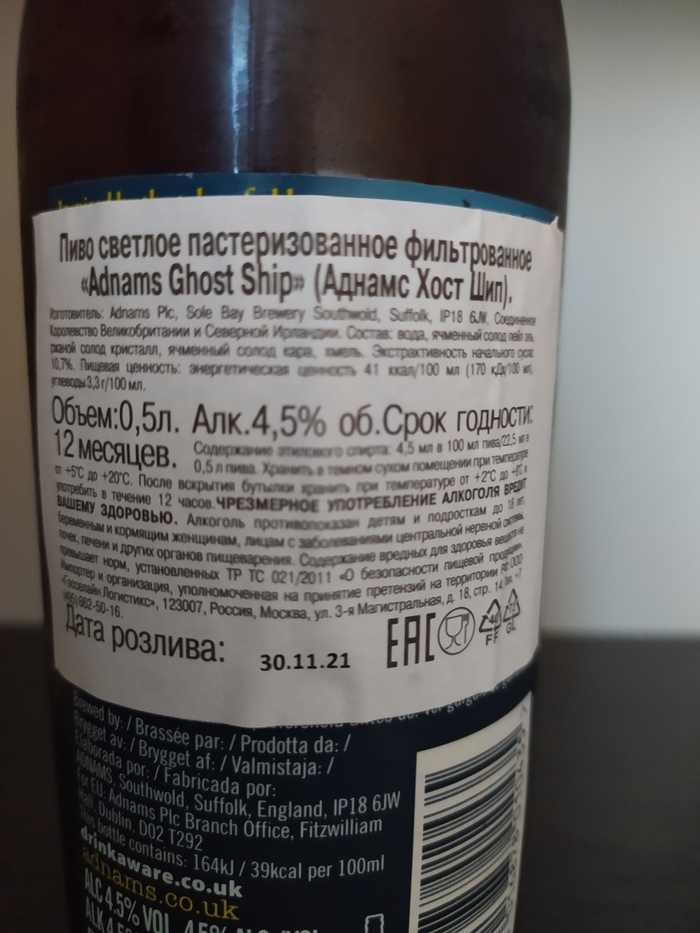 Пиво светлое пастеризованное фильтрованное
«Adnams Ghost Ship» (Аднамс Хост Шип).
Изготовитель: Adnams Plc, Sole Bay Brewery Southwold, Suffolk, IP18 6JW, Соединенное
Королевство Великобритании и Северной Ирландии. Состав: вода, ячменный солод пейл эль,
ржаной солод кристалл, ячменный солод кара, хмель. Экстрактивность начального сусла
10,7%. Пищевая ценность: энергетическая ценность 41 ккал/100 мл (170 кДж/100 мл),
углеводы 3,3 г/100 мл.
Объем:0,5л. Алк.4,5% об.Срок годности:
12 месяцев. Содержание этилового спирта: 4,5 мл в 100 мл пива/22,5 мл в
0,5 л пива. Хранить в темном сухом помещении при температуре
от +5°C до +20°C. После вскрытия бутылки хранить при температуре от +2°C до и
употребить в течение 12 часов. ЧРЕЗМЕРНОЕ УПОТРЕБЛЕНИЕ АЛКОГОЛЯ ВРЕДИТ
ВАШЕМУ ЗДОРОВЬЮ. Алкоголь противопоказан детям и подросткам до 18 лет,
беременным и кормящим женщинам, лицам с заболеваниями центральной нервной системы,
почек, печени и других органов пищеварения. Содержание вредных для здоровья веществ не
превышает норм, установленных ТР ТС 021/2011 «О безопасности пищевой продукции».
Импортер и организация, уполномоченная на принятие претензий на территории РФ ООО
Логистикс», 123007, Россия, Москва, ул. 3-я Магистральная, д. 18, стр. 14
662-50-16.
Дата розлива: 30.11.21
EAC
40
FF
GL
Brewed by: / Brassée par: / Prodotta da: /
Brygget av: / Brygget af: / Valmistaja: /
Elaborada por: / Fabricada por:
ADNAMS, Southwold, Suffolk, England, IP18 6JW
For EU: Adnams Plc Branch Office, Fitzwilliam
Hall, Dublin, D02 T292
This bottle contains: 164kJ / 39kcal per 100ml
drinkaware.co.uk
adnams.co.uk
ALC 4.5% VOL